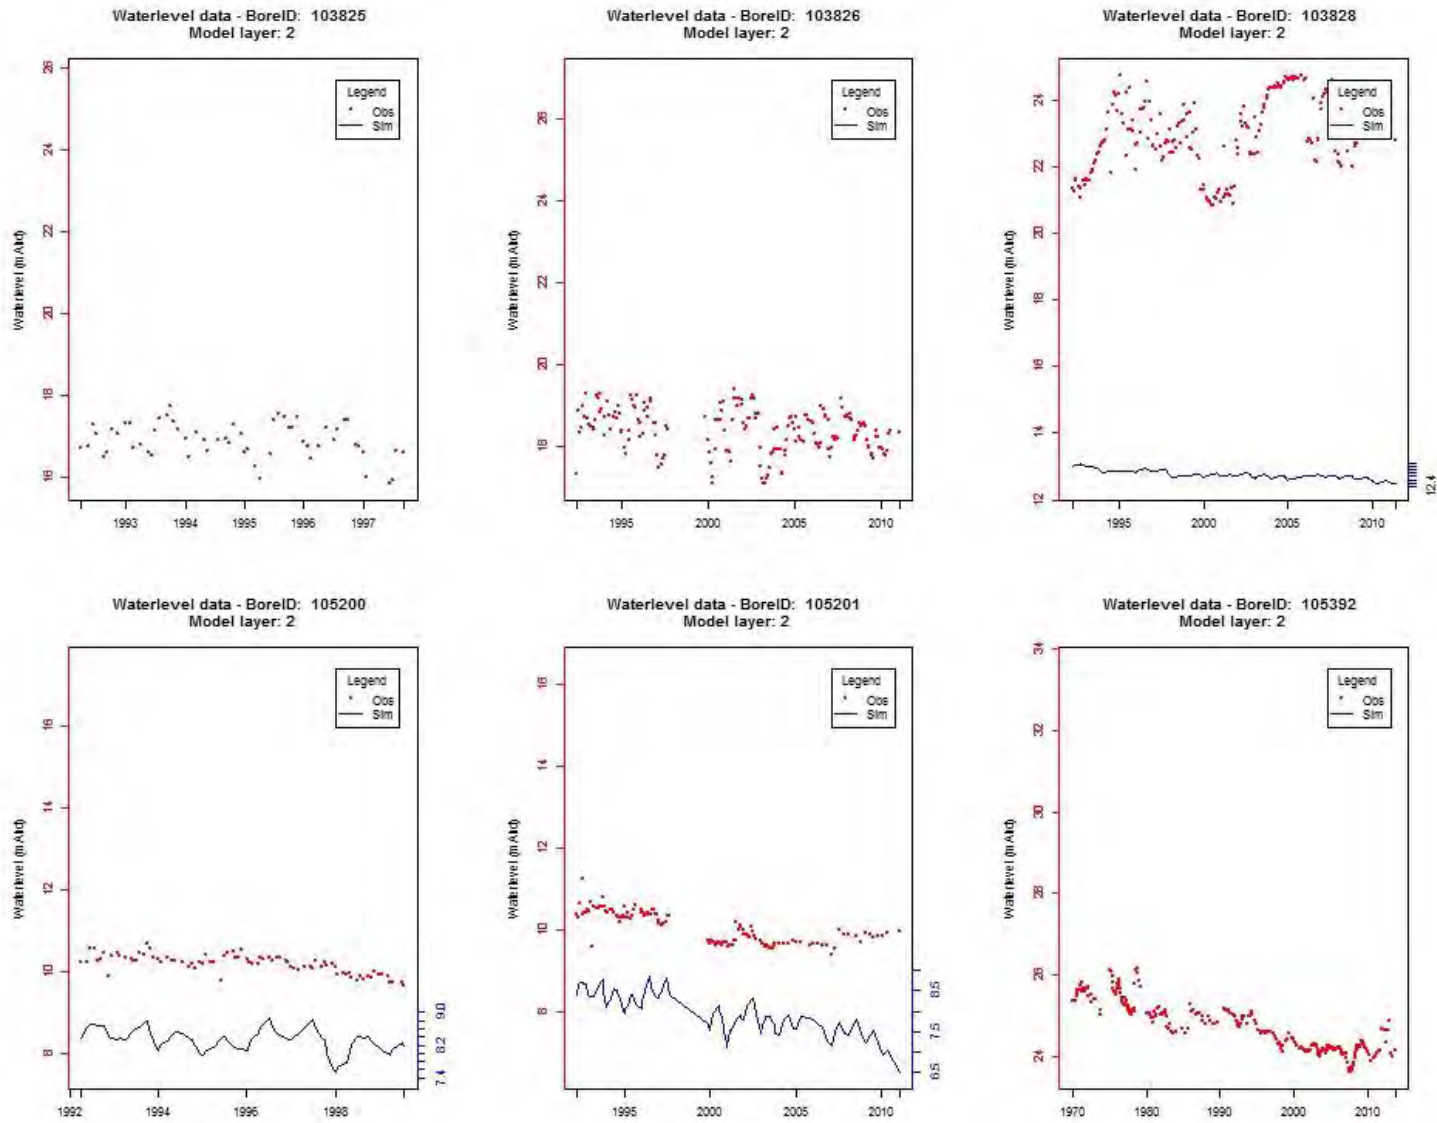 Waterlevel data - BoreID: 103825
Model layer: 2
Waterlevel (mAhd)
26
24
22
20
18
16
1993 1994 1995 1996 1997
Legend
Obs
Sim
Waterlevel data - BoreID: 103826
Model layer: 2
Waterlevel (mAhd)
26
26
24
22
20
18
1995 2000 2005 2010
Legend
Obs
Sim
Waterlevel data - BoreID: 103828
Model layer: 2
Waterlevel (mAhd)
24
22
20
18
16
14
12
12.4
1995 2000 2005 2010
Legend
Obs
Sim
Waterlevel data - BoreID: 105200
Model layer: 2
Waterlevel (mAhd)
16
14
12
10
8
9.0
8.2
7.4
1992 1994 1996 1998
Legend
Obs
Sim
Waterlevel data - BoreID: 105201
Model layer: 2
Waterlevel (mAhd)
16
14
12
10
8
8.5
7.5
6.5
1995 2000 2005 2010
Legend
Obs
Sim
Waterlevel data - BoreID: 105392
Model layer: 2
Waterlevel (mAhd)
34
32
30
28
26
24
1970 1980 1990 2000 2010
Legend
Obs
Sim